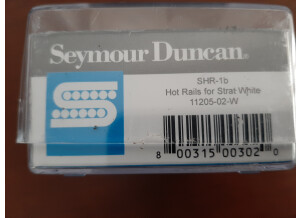 Seymour Duncan®
SHR-1b
Hot Rails for Strat White
11205-02-W
8 00315 00302 0